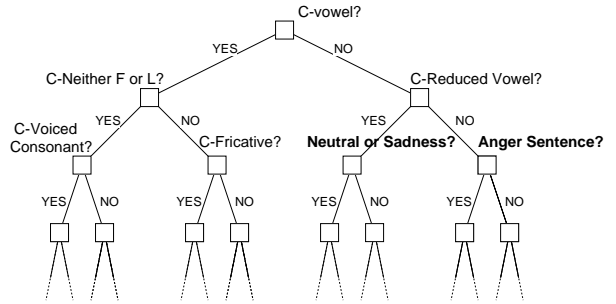 C-vowel?
YES
NO
C-Neither F or L?
C-Reduced Vowel?
YES
NO
YES
NO
C-Voiced
Consonant?
C-Fricative?
Neutral or Sadness?
Anger Sentence?
YES
NO
YES
NO
YES
NO
YES
NO